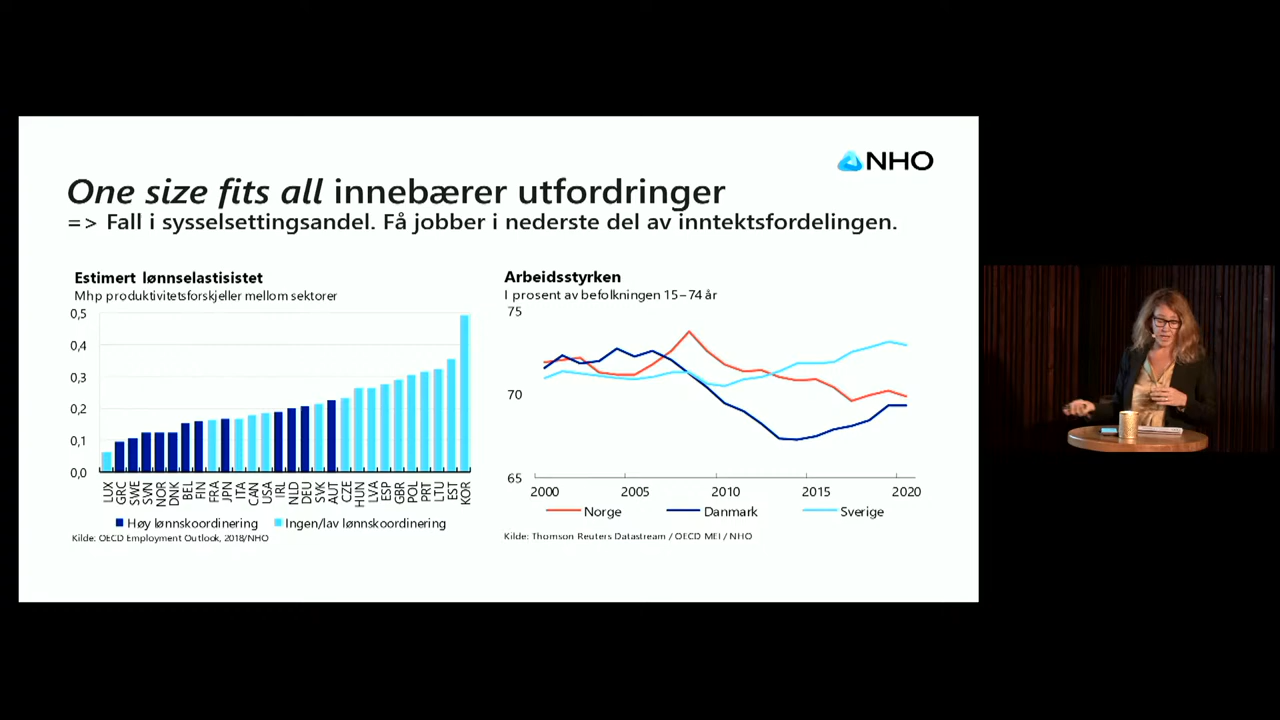 NHO
One size fits all innebærer utfordringer
=> Fall i sysselsettingsandel. Få jobber i nederste del av inntektsfordelingen.
Estimert lønnselastisistet
Mhp produktivitetsforskjeller mellom sektorer
0,5
0,4
0,3
0,2
0,1
0,0
LUX GRC SWE SVN NOR DNK BEL FIN FRA JPN ITA CAN USA IRL NLD DEU SVK AUT CZE HUN LVA ESP GBR POL PRT LTU EST KOR
Høy lønnskoordinering Ingen/lav lønnskoordinering
Kilde: OECD Employment Outlook, 2018/NHO
Arbeidsstyrken
I prosent av befolkningen 15–74 år
75
70
65
2000 2005 2010 2015 2020
Norge Danmark Sverige
Kilde: Thomson Reuters Datastream / OECD MEI / NHO